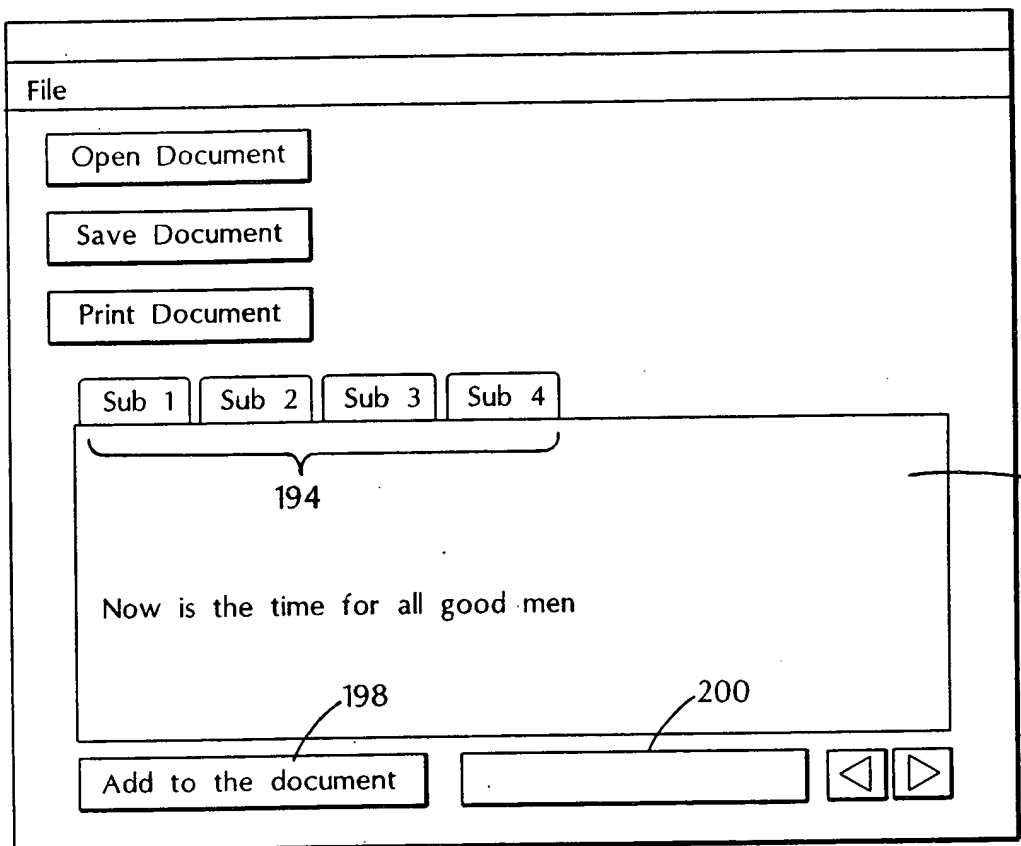 File
Open Document
Save Document
Print Document
Sub 1 Sub 2 Sub 3 Sub 4
194
Now is the time for all good men
198 200
Add to the document